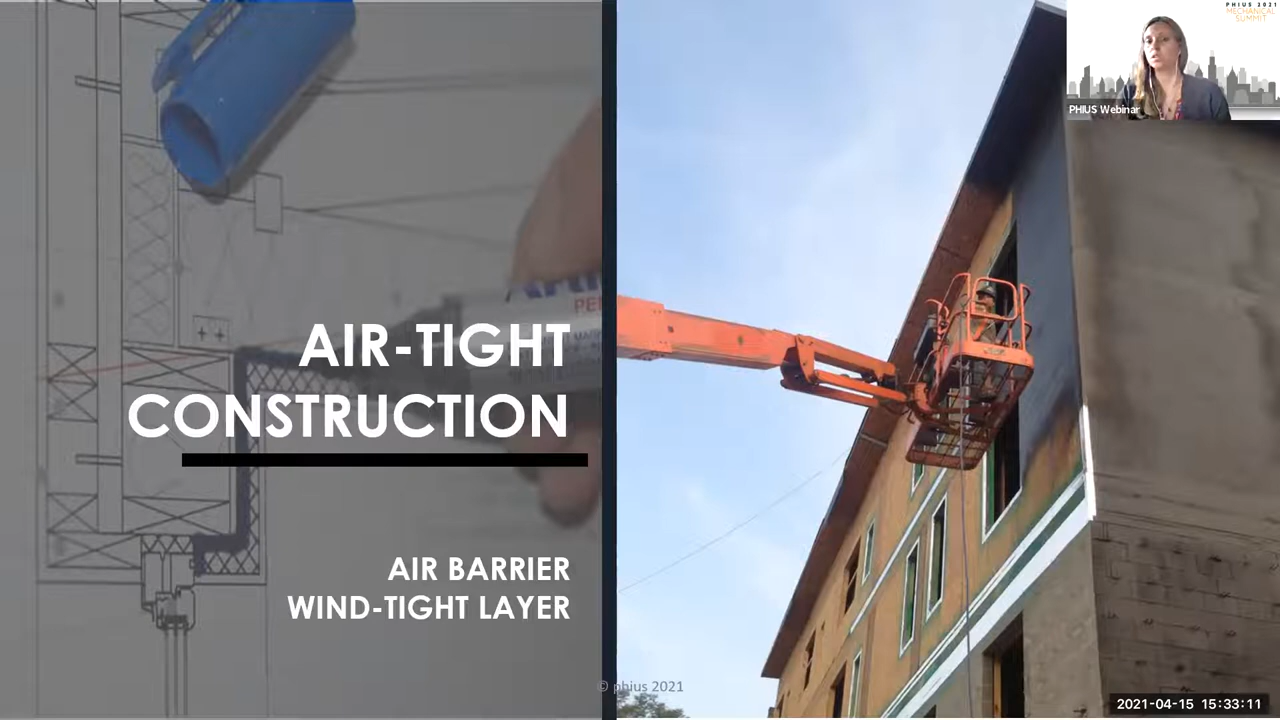 AIR-TIGHT
CONSTRUCTION
AIR BARRIER
WIND-TIGHT LAYER
© phius 2021
PHIUS 2021
MECHANICAL
SUMMIT
PHIUS Webinar
2021-04-15 15:33:11